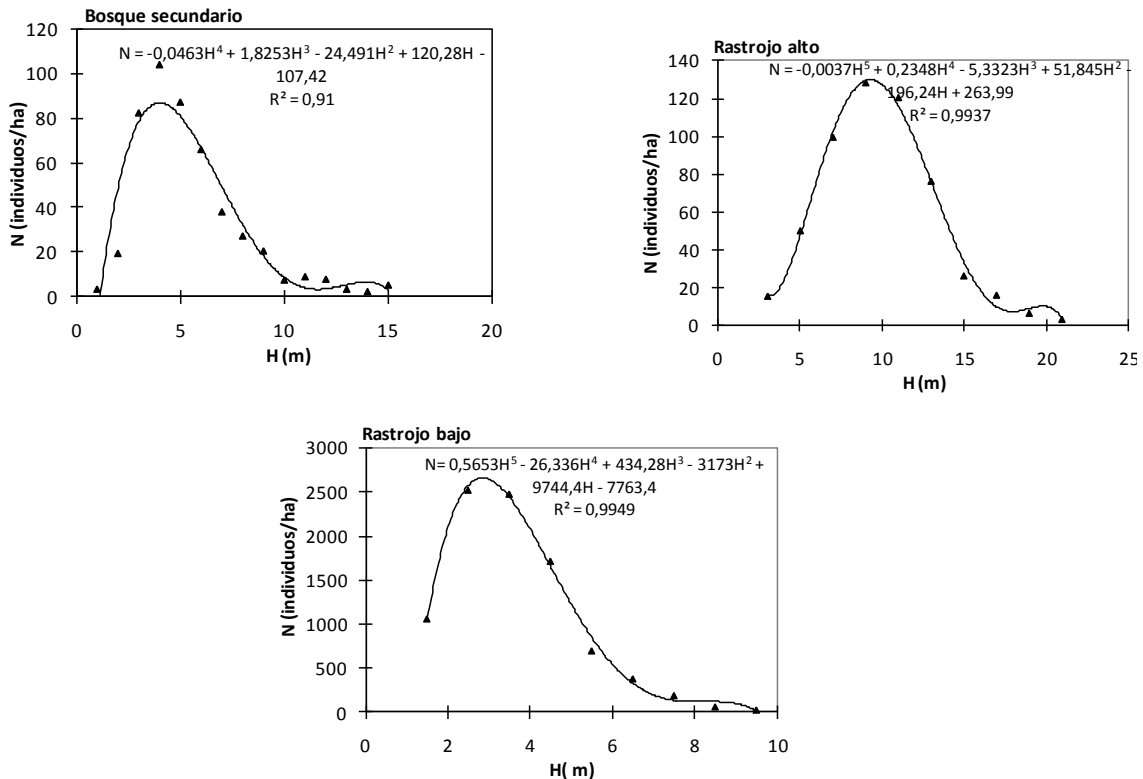 Bosque secundario
N = -0,0463H⁴ + 1,8253H³ - 24,491H² + 120,28H -
107,42
R² = 0,91
120
100
80
60
40
20
0
N (individuos/ha)
0 5 10 15 20
H (m)
Rastrojo alto
N = -0,0037H⁵ + 0,2348H⁴ - 5,3323H³ + 51,845H² -
196,24H + 263,99
R² = 0,9937
140
120
100
80
60
40
20
0
N (individuos/ha)
0 5 10 15 20 25
H (m)
Rastrojo bajo
N= 0,5653H⁵ - 26,336H⁴ + 434,28H³ - 3173H² +
9744,4H - 7763,4
R² = 0,9949
3000
2500
2000
1500
1000
500
0
N (individuos/ha)
0 2 4 6 8 10
H( m)